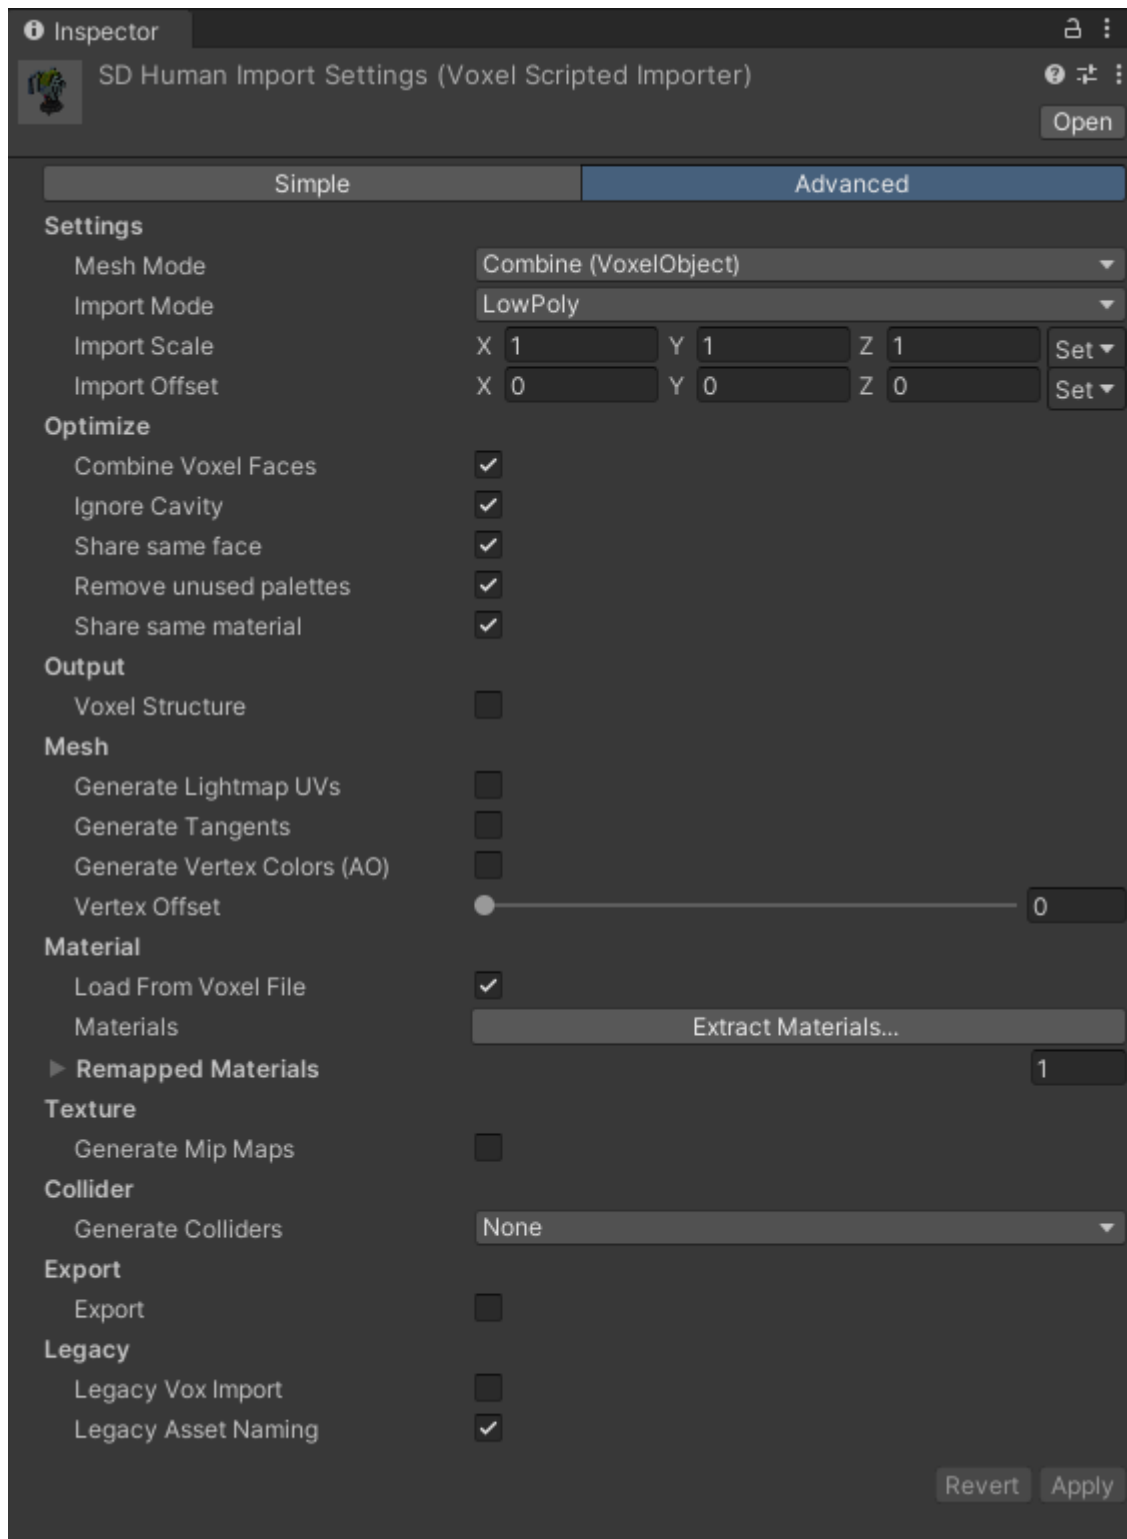 Inspector
SD Human Import Settings (Voxel Scripted Importer)
Open
Simple Advanced
Settings
Mesh Mode Combine (VoxelObject)
Import Mode LowPoly
Import Scale X 1 Y 1 Z 1 Set
Import Offset X 0 Y 0 Z 0 Set
Optimize
Combine Voxel Faces
Ignore Cavity
Share same face
Remove unused palettes
Share same material
Output
Voxel Structure
Mesh
Generate Lightmap UVs
Generate Tangents
Generate Vertex Colors (AO)
Vertex Offset 0
Material
Load From Voxel File
Materials Extract Materials...
Remapped Materials 1
Texture
Generate Mip Maps
Collider
Generate Colliders None
Export
Export
Legacy
Legacy Vox Import
Legacy Asset Naming
Revert Apply